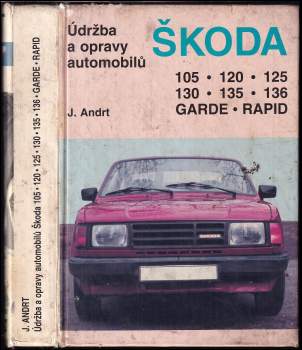 Údržba
a opravy
automobilů
ŠKODA
105 • 120 • 125
130 • 135 • 136
GARDE • RAPID
J. Andrt
J. ANDRT
Údržba a opravy automobilů Škoda 105 • 120 • 125 • 130 • 135 • 136 • GARDE • RAPID